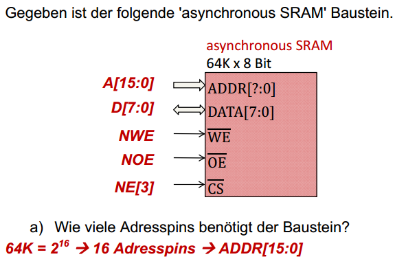 Gegeben ist der folgende 'asynchronous SRAM' Baustein.
asynchronous SRAM
64K x 8 Bit
A[15:0] ADDR[?:0]
D[7:0] DATA[7:0]
NWE WE
NOE OE
NE[3] CS
a) Wie viele Adresspins benötigt der Baustein?
64K = 2¹⁶ → 16 Adresspins → ADDR[15:0]